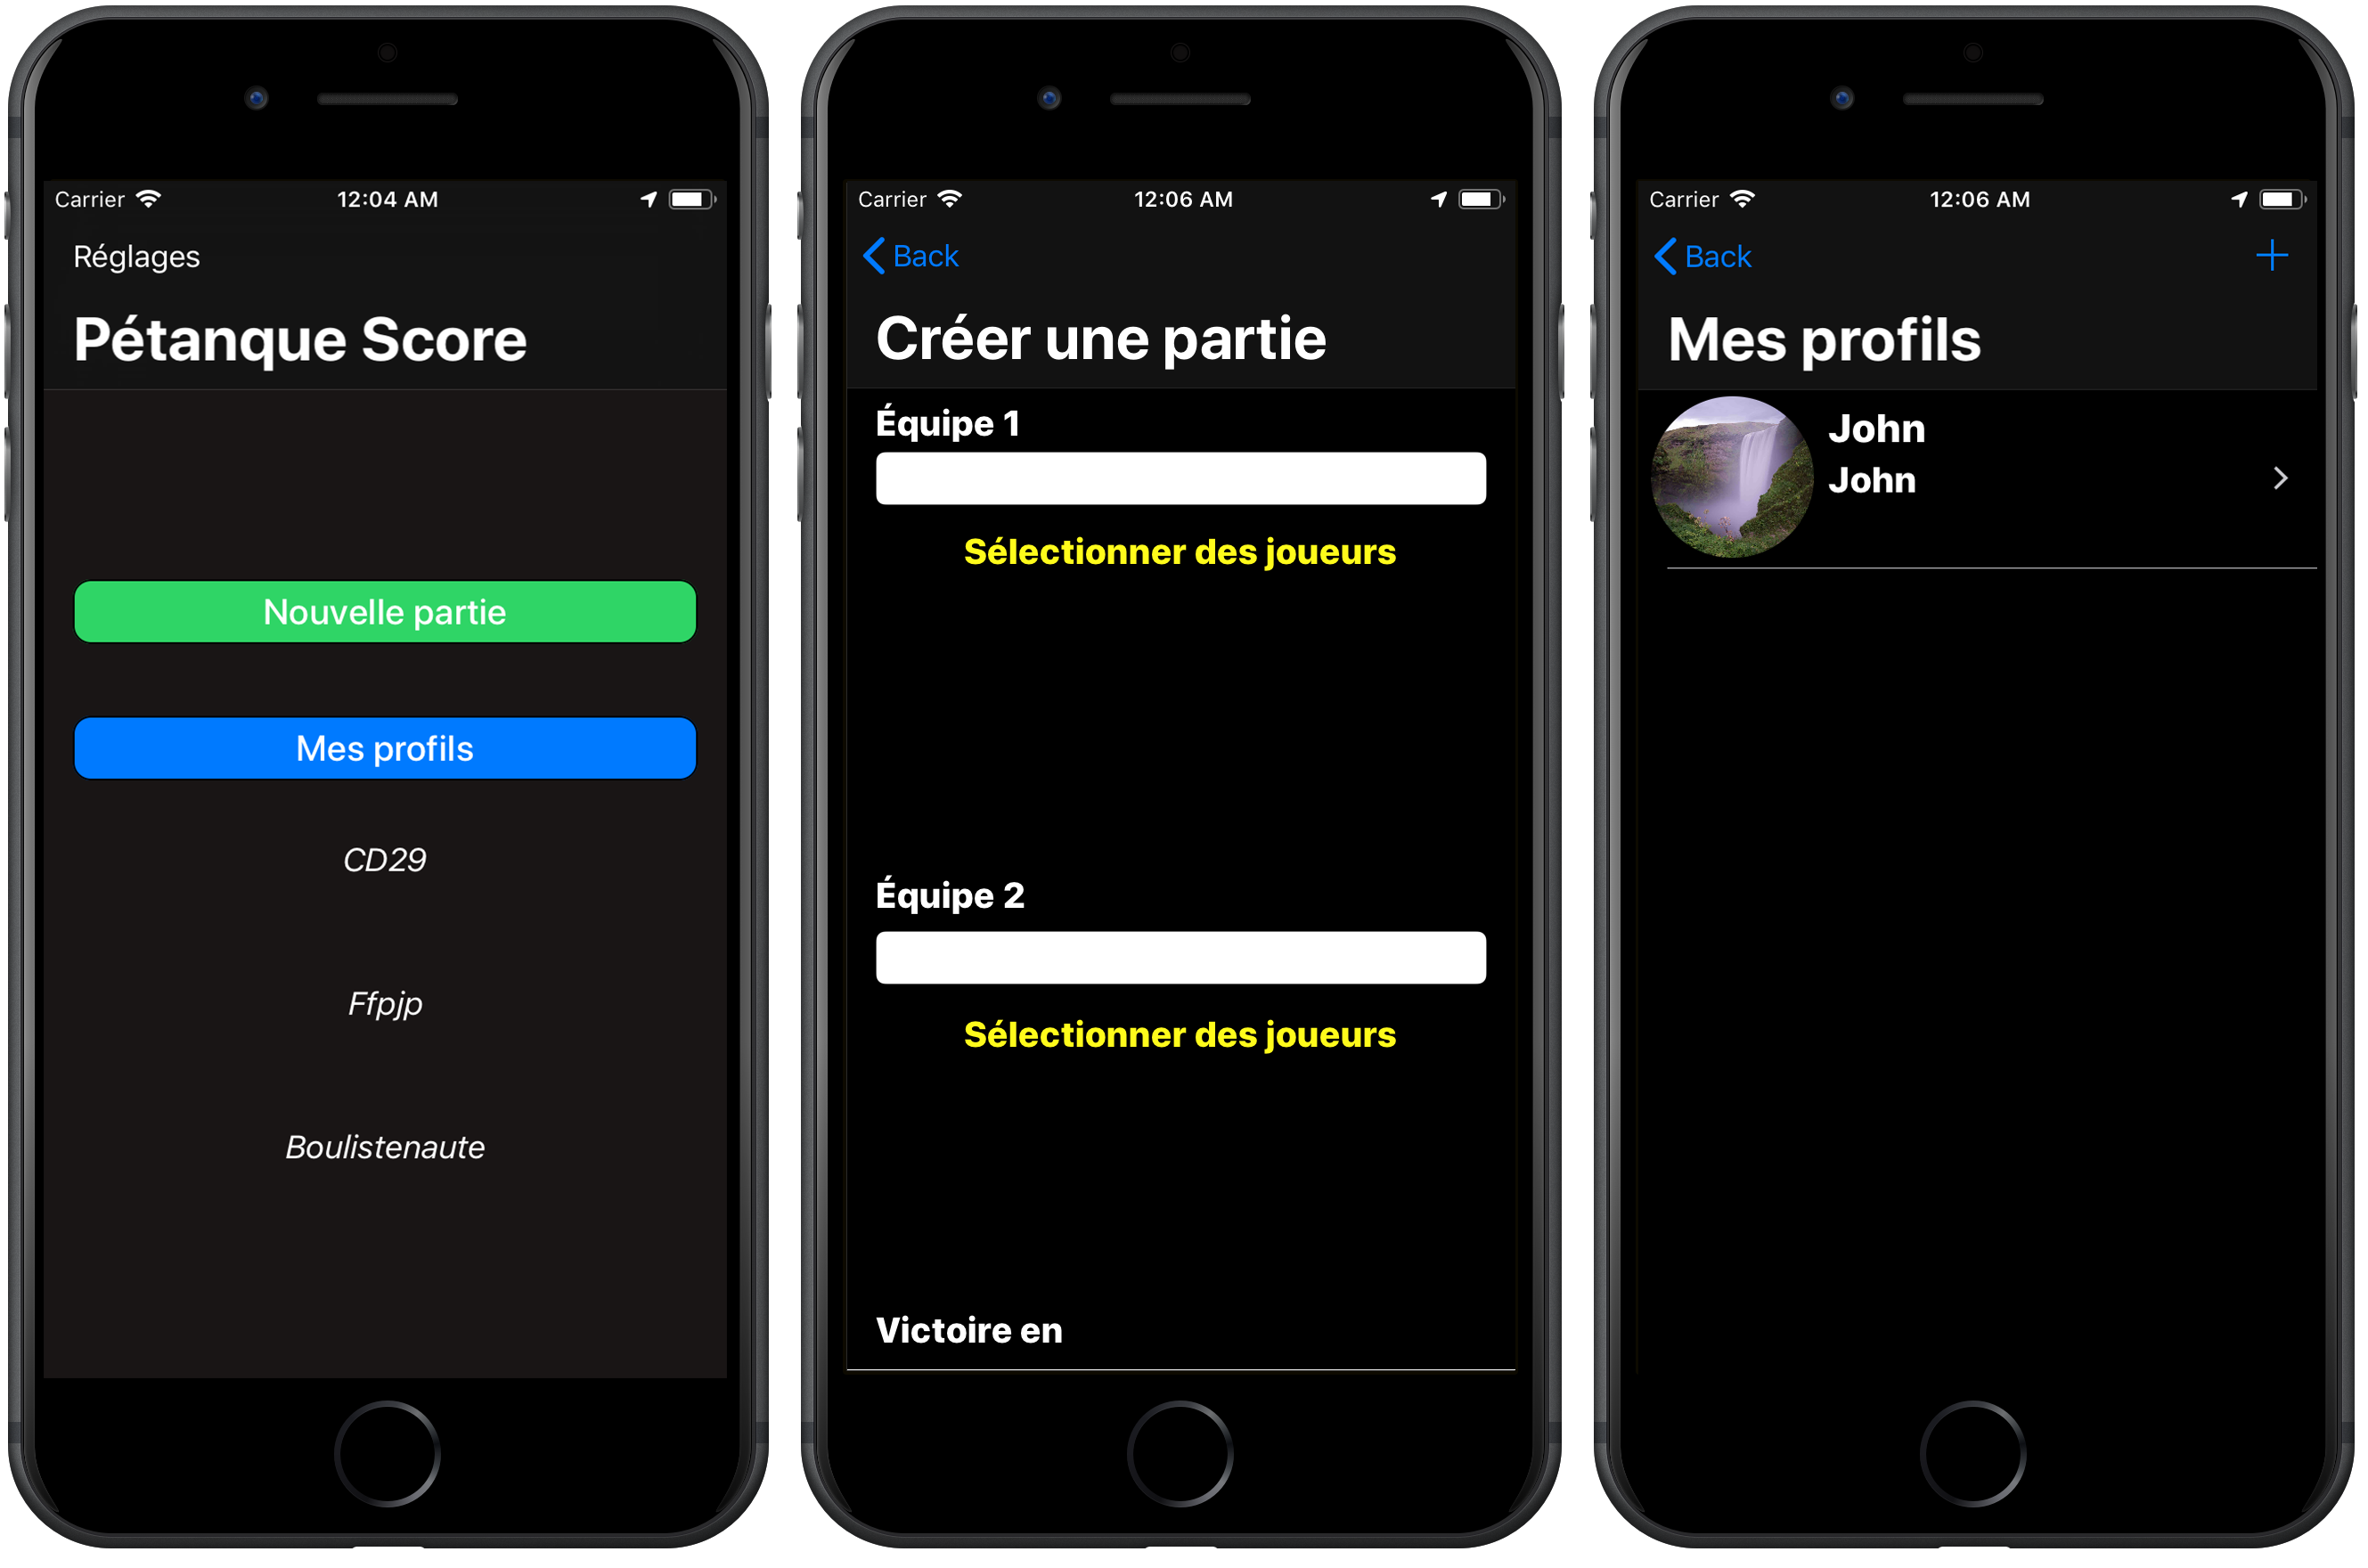 Carrier 12:04 AM
Réglages
Pétanque Score
Nouvelle partie
Mes profils
CD29
Ffpjp
Boulistenaute
Carrier 12:06 AM
Back
Créer une partie
Équipe 1
Sélectionner des joueurs
Équipe 2
Sélectionner des joueurs
Victoire en
Carrier 12:06 AM
Back +
Mes profils
John
John